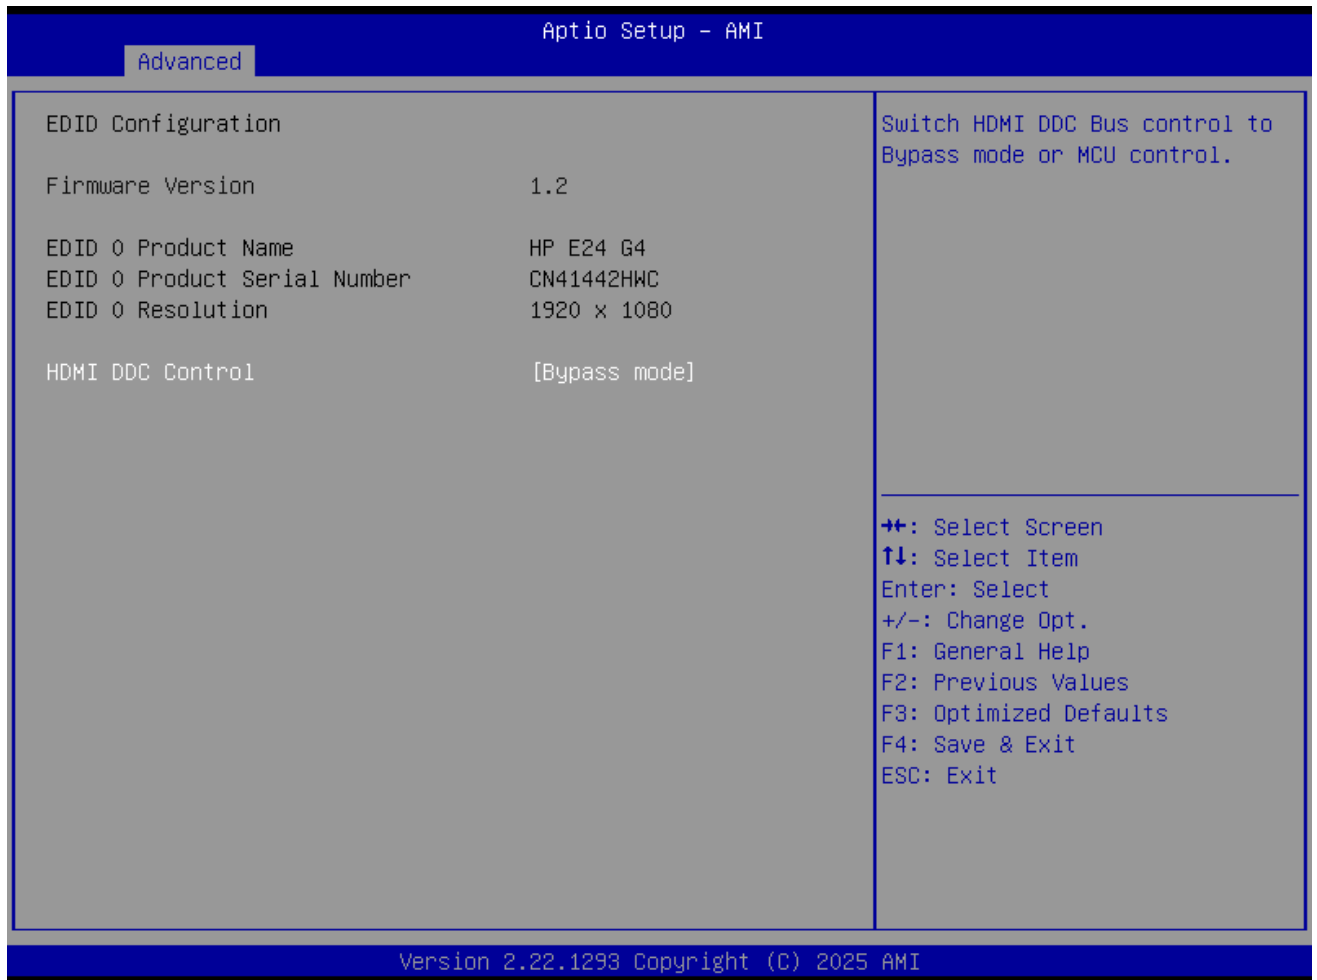 Aptio Setup – AMI
Advanced
EDID Configuration
Firmware Version 1.2
EDID 0 Product Name HP E24 G4
EDID 0 Product Serial Number CN41442HWC
EDID 0 Resolution 1920 x 1080
HDMI DDC Control [Bypass mode]
Switch HDMI DDC Bus control to
Bypass mode or MCU control.
→←: Select Screen
↑↓: Select Item
Enter: Select
+/-: Change Opt.
F1: General Help
F2: Previous Values
F3: Optimized Defaults
F4: Save & Exit
ESC: Exit
Version 2.22.1293 Copyright (C) 2025 AMI